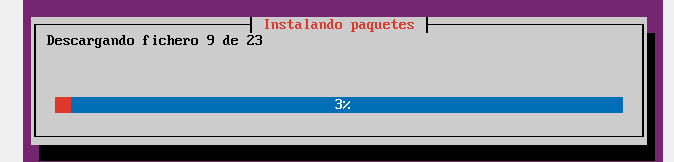 Instalando paquetes
Descargando fichero 9 de 23
3%